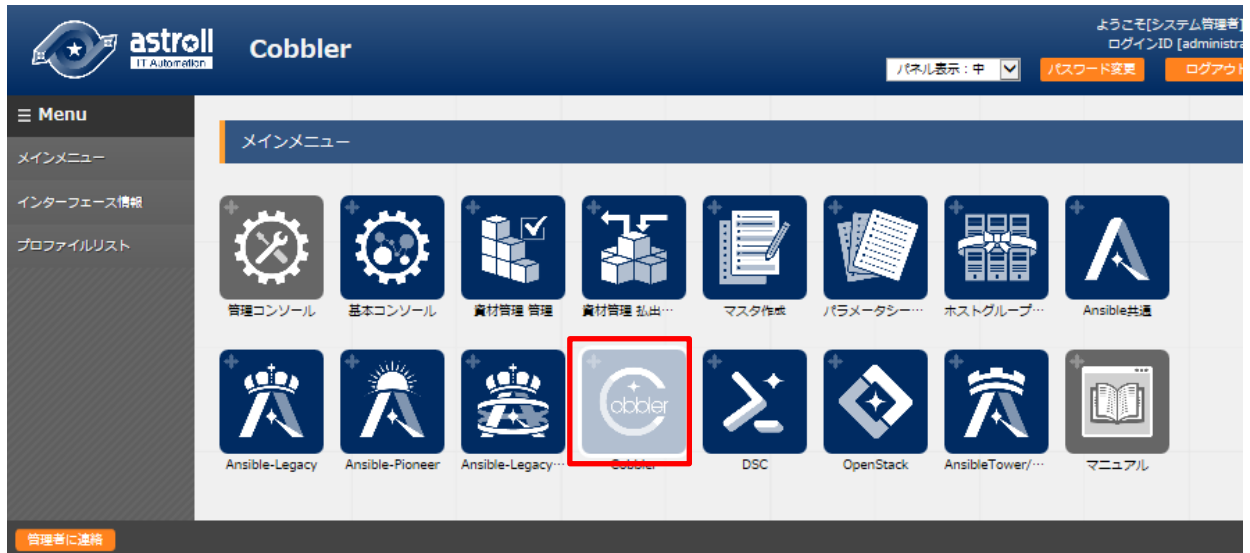 astroll
IT Automation
Cobbler
ようこそ[システム管理者]
ログインID [administra
パネル表示：中
パスワード変更
ログアウト
☰ Menu
メインメニュー
インターフェース情報
プロファイルリスト
メインメニュー
管理コンソール
基本コンソール
資材管理 管理
資材管理 払出…
マスタ作成
パラメータシー…
ホストグループ…
Ansible共通
obbler
Ansible-Legacy
Ansible-Pioneer
Ansible-Legacy…
Cobbler
DSC
OpenStack
AnsibleTower/…
マニュアル
管理者に連絡